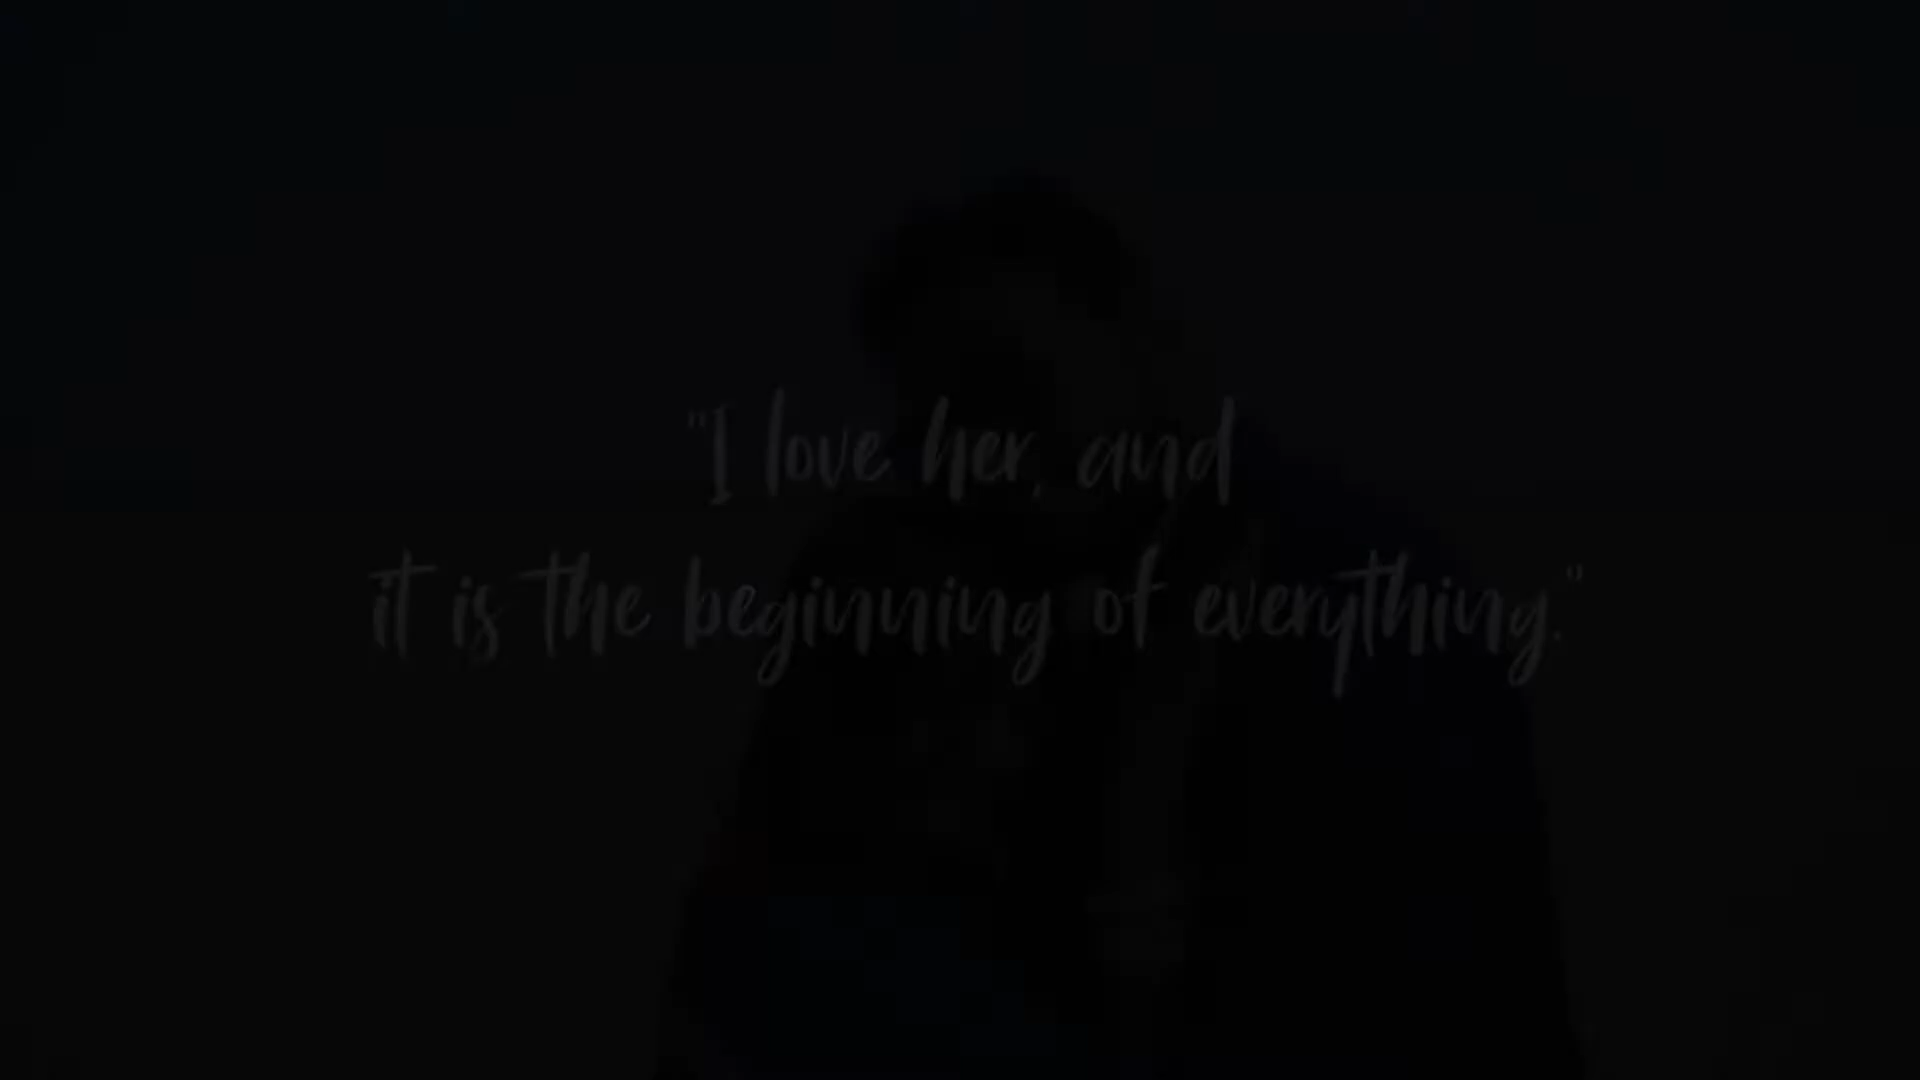 "I love her, and
it is the beginning of everything."